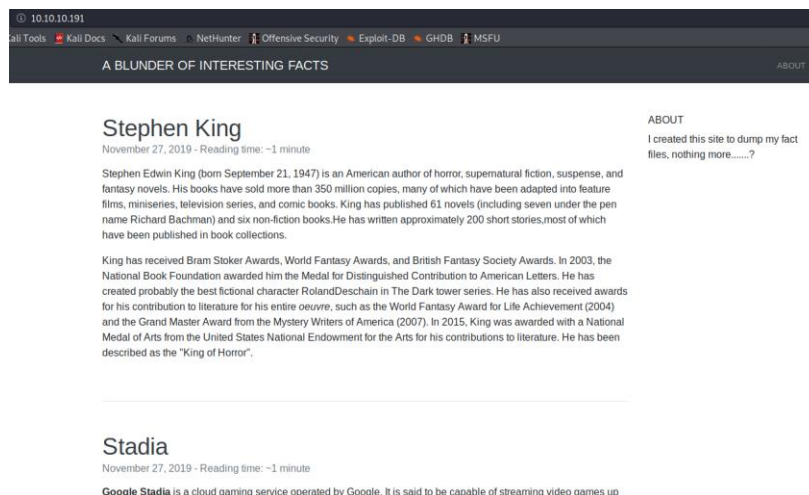 10.10.10.191
Kali Tools Kali Docs Kali Forums NetHunter Offensive Security Exploit-DB GHDB MSFU
A BLUNDER OF INTERESTING FACTS ABOUT
Stephen King
November 27, 2019 - Reading time: ~1 minute
Stephen Edwin King (born September 21, 1947) is an American author of horror, supernatural fiction, suspense, and
fantasy novels. His books have sold more than 350 million copies, many of which have been adapted into feature
films, miniseries, television series, and comic books. King has published 61 novels (including seven under the pen
name Richard Bachman) and six non-fiction books.He has written approximately 200 short stories,most of which
have been published in book collections.
King has received Bram Stoker Awards, World Fantasy Awards, and British Fantasy Society Awards. In 2003, the
National Book Foundation awarded him the Medal for Distinguished Contribution to American Letters. He has
created probably the best fictional character RolandDeschain in The Dark tower series. He has also received awards
for his contribution to literature for his entire oeuvre, such as the World Fantasy Award for Life Achievement (2004)
and the Grand Master Award from the Mystery Writers of America (2007). In 2015, King was awarded with a National
Medal of Arts from the United States National Endowment for the Arts for his contributions to literature. He has been
described as the "King of Horror".
ABOUT
I created this site to dump my fact
files, nothing more.......?
Stadia
November 27, 2019 - Reading time: ~1 minute
Google Stadia is a cloud gaming service operated by Google. It is said to be capable of streaming video games up